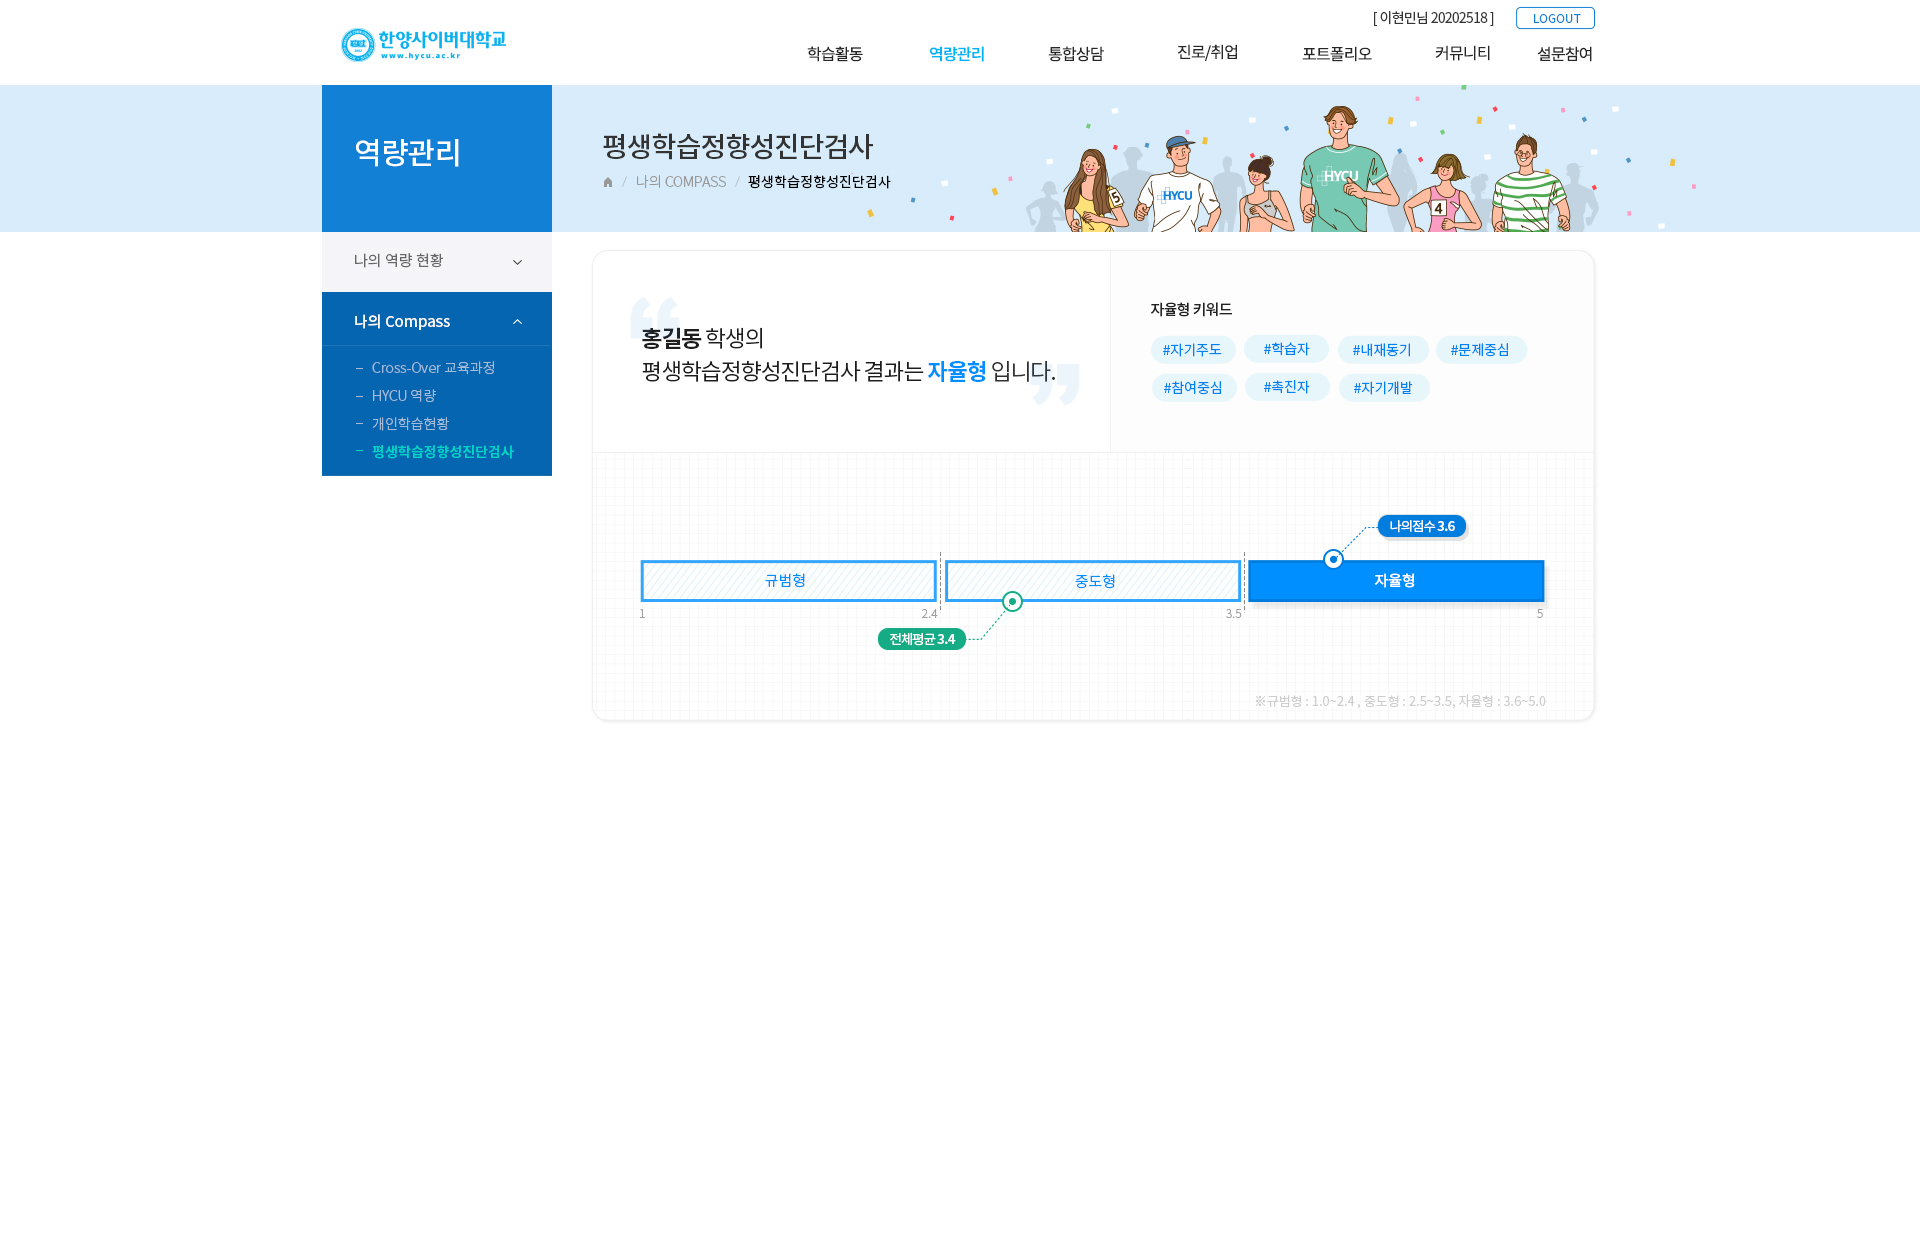 [ 이현민님 20202518 ]
LOGOUT
한양사이버대학교
www.hycu.ac.kr
학습활동
역량관리
통합상담
진로/취업
포트폴리오
커뮤니티
설문참여
역량관리
평생학습정향성진단검사
/ 나의 COMPASS / 평생학습정향성진단검사
5
HYCU
HYCU
4
나의 역량 현황
나의 Compass
Cross-Over 교육과정
HYCU 역량
개인학습현황
평생학습정향성진단검사
“
홍길동 학생의
평생학습정향성진단검사 결과는 자율형 입니다.
”
자율형 키워드
#자기주도
#학습자
#내재동기
#문제중심
#참여중심
#촉진자
#자기개발
나의점수 3.6
규범형
중도형
자율형
1
2.4
3.5
5
전체평균 3.4
※규범형 : 1.0~2.4 , 중도형 : 2.5~3.5, 자율형 : 3.6~5.0